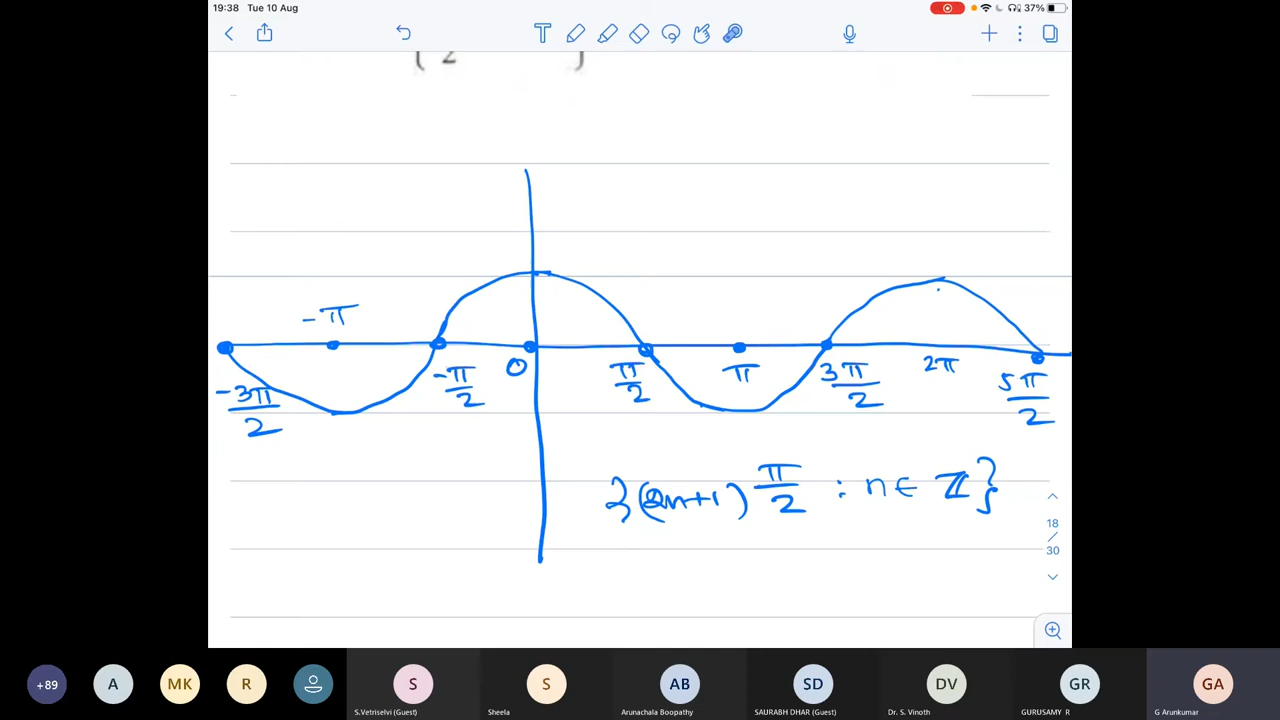 19:38 Tue 10 Aug
37%
( 2 )
-π
-3π/2
-π/2
0
π/2
π
3π/2
2π
5π/2
{(2n+1) π/2 : n ∈ ℤ}
18
/
30
+89
A
MK
R
S
S.Vetriselvi (Guest)
S
Sheela
AB
Arunachala Boopathy
SD
SAURABH DHAR (Guest)
DV
Dr. S. Vinoth
GR
GURUSAMY R
GA
G Arunkumar